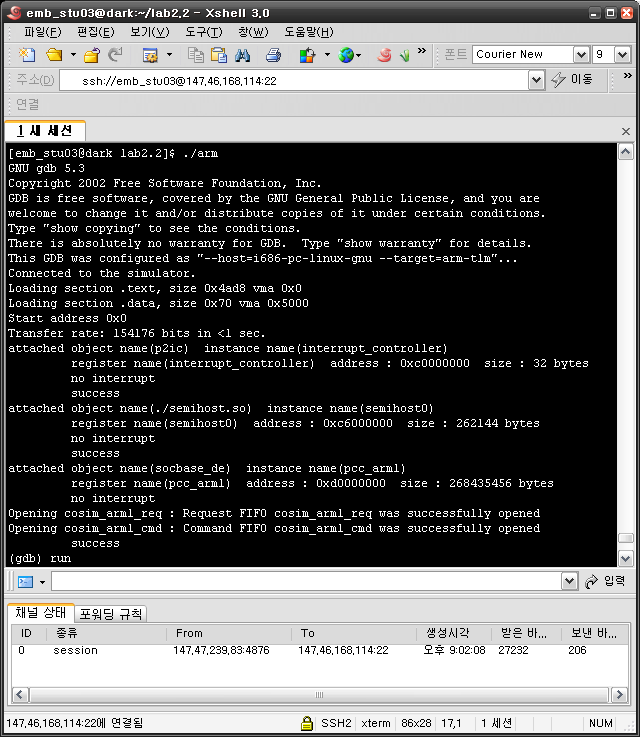 emb_stu03@dark:~/lab2.2 - Xshell 3.0
파일(F) 편집(E) 보기(V) 도구(T) 창(W) 도움말(H)
폰트 Courier New 9
주소(D) ssh://emb_stu03@147.46.168.114:22 이동
연결
1 새 세션
[emb_stu03@dark lab2.2]$ ./arm
GNU gdb 5.3
Copyright 2002 Free Software Foundation, Inc.
GDB is free software, covered by the GNU General Public License, and you are
welcome to change it and/or distribute copies of it under certain conditions.
Type "show copying" to see the conditions.
There is absolutely no warranty for GDB.  Type "show warranty" for details.
This GDB was configured as "--host=i686-pc-linux-gnu --target=arm-tlm"...
Connected to the simulator.
Loading section .text, size 0x4ad8 vma 0x0
Loading section .data, size 0x70 vma 0x5000
Start address 0x0
Transfer rate: 154176 bits in <1 sec.
attached object name(p2ic)  instance name(interrupt_controller)
register name(interrupt_controller)  address : 0xc0000000  size : 32 bytes
no interrupt
success
attached object name(./semihost.so)  instance name(semihost0)
register name(semihost0)  address : 0xc6000000  size : 262144 bytes
no interrupt
success
attached object name(socbase_de)  instance name(pcc_arm1)
register name(pcc_arm1)  address : 0xd0000000  size : 268435456 bytes
no interrupt
Opening cosim_arm1_req : Request FIFO cosim_arm1_req was successfully opened
Opening cosim_arm1_cmd : Command FIFO cosim_arm1_cmd was successfully opened
success
(gdb) run
입력
채널 상태 포워딩 규칙
ID 종류 From To 생성시각 받은 바... 보낸 바...
0 session 147.47.239.83:4876 147.46.168.114:22 오후 9:02:08 27232 206
147.46.168.114:22에 연결됨 SSH2 xterm 86x28 17,1 1 세션 NUM